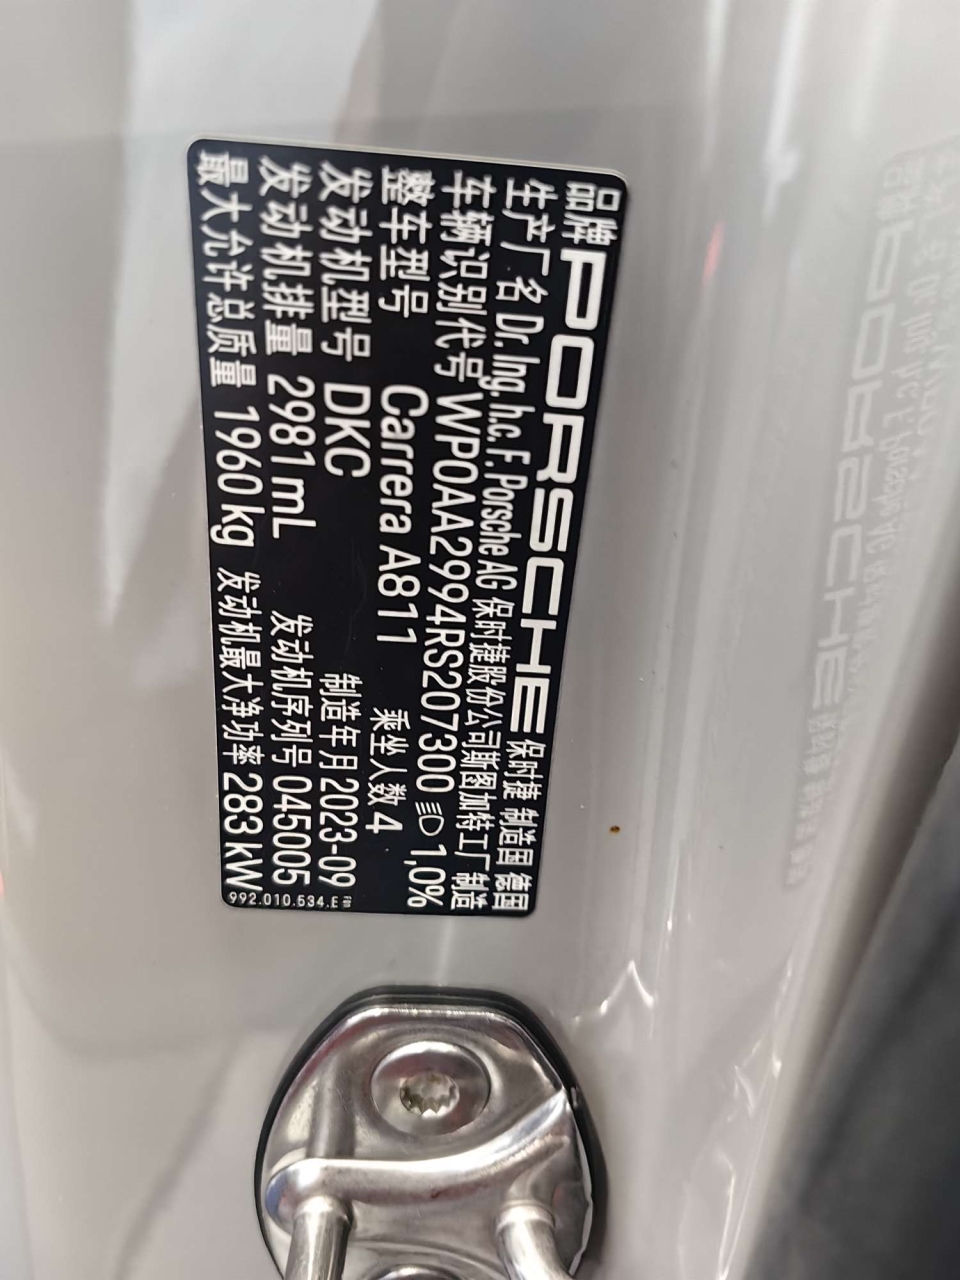 品牌 PORSCHE 保时捷 制造国 德国
生产厂名 Dr. Ing. h.c. F. Porsche AG 保时捷股份公司斯图加特工厂制造
车辆识别代号 WP0AA2994RS207300 1,0%
整车型号 Carrera A811 乘坐人数 4
发动机型号 DKC 制造年月 2023-09
发动机排量 2981 mL 发动机序列号 045005
最大允许总质量 1960 kg 发动机最大净功率 283 kW
992.010.534.E